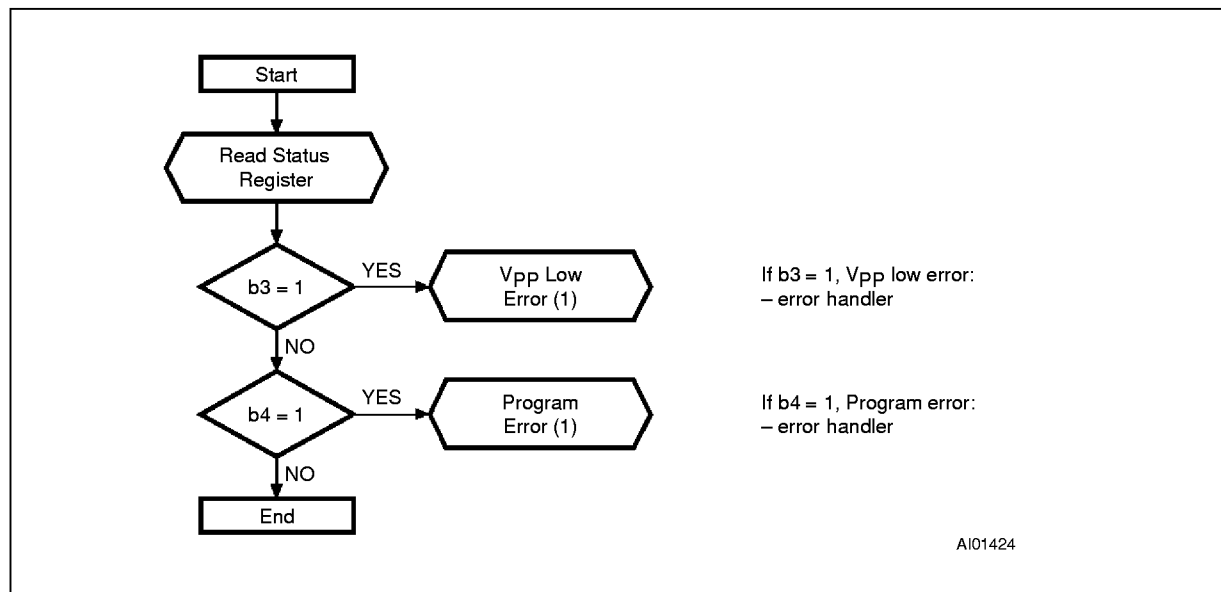 Start
Read Status
Register
b3 = 1
YES
VPP Low
Error (1)
If b3 = 1, VPP low error:
– error handler
NO
b4 = 1
YES
Program
Error (1)
If b4 = 1, Program error:
– error handler
NO
End
AI01424